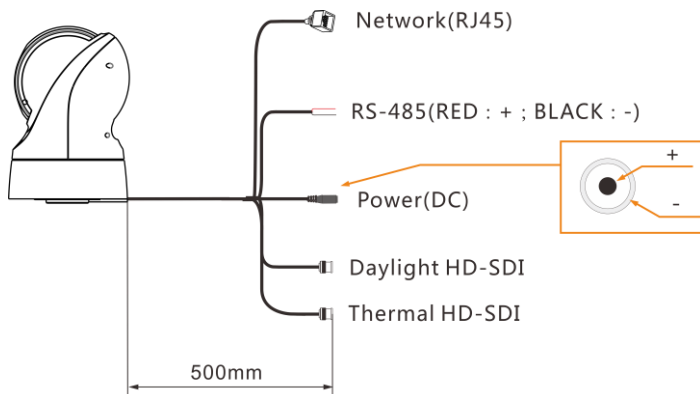 Network(RJ45)
RS-485(RED : + ; BLACK : -)
+
-
Power(DC)
Daylight HD-SDI
Thermal HD-SDI
500mm